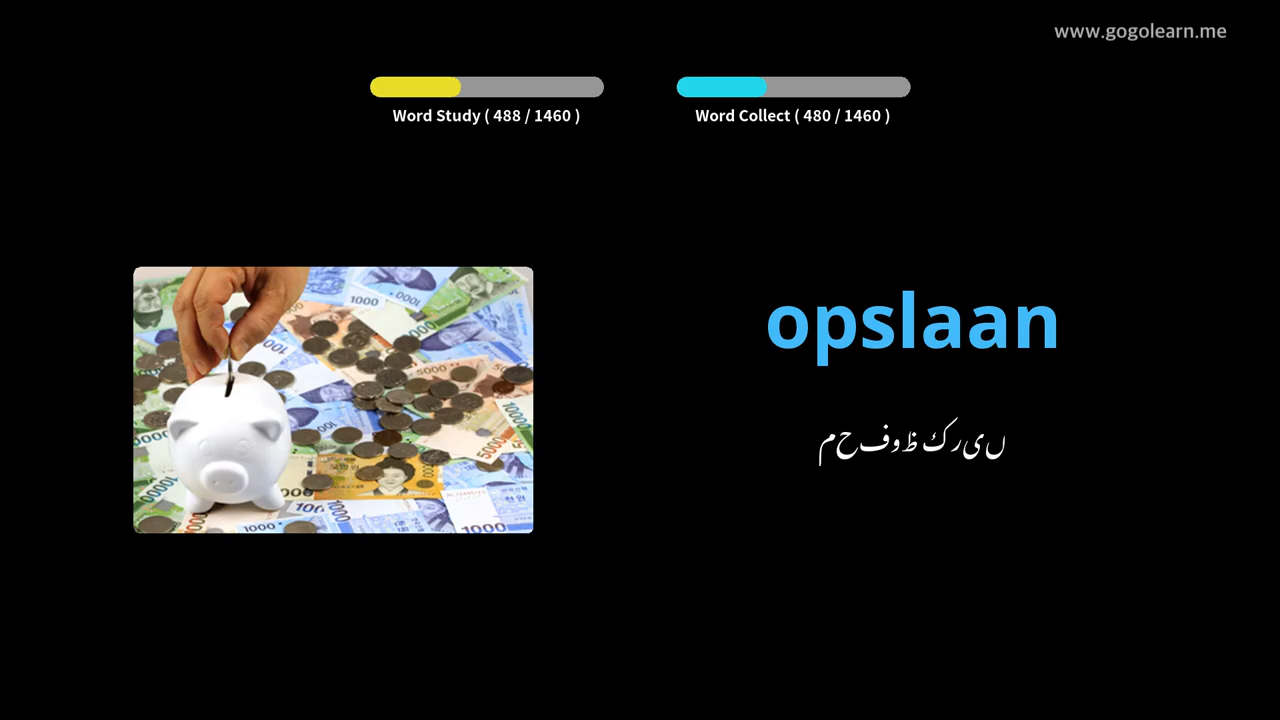 www.gogolearn.me
Word Study ( 488 / 1460 )
Word Collect ( 480 / 1460 )
opslaan
محفوظ کریں